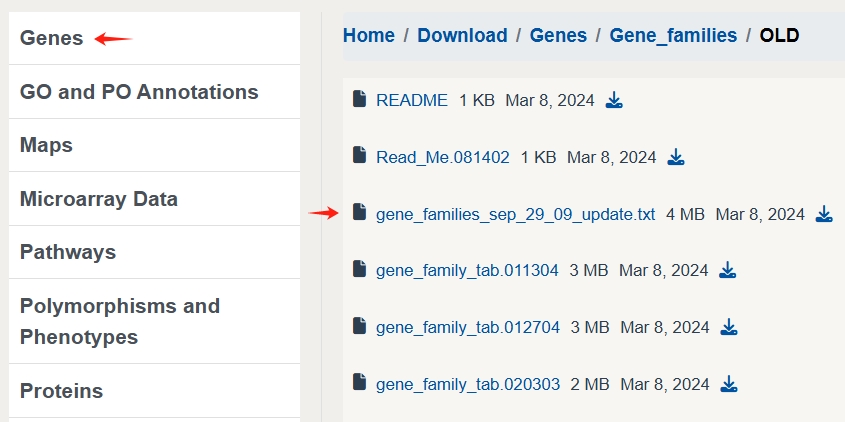 Genes
GO and PO Annotations
Maps
Microarray Data
Pathways
Polymorphisms and
Phenotypes
Proteins
Home / Download / Genes / Gene_families / OLD
README 1 KB Mar 8, 2024
Read_Me.081402 1 KB Mar 8, 2024
gene_families_sep_29_09_update.txt 4 MB Mar 8, 2024
gene_family_tab.011304 3 MB Mar 8, 2024
gene_family_tab.012704 3 MB Mar 8, 2024
gene_family_tab.020303 2 MB Mar 8, 2024